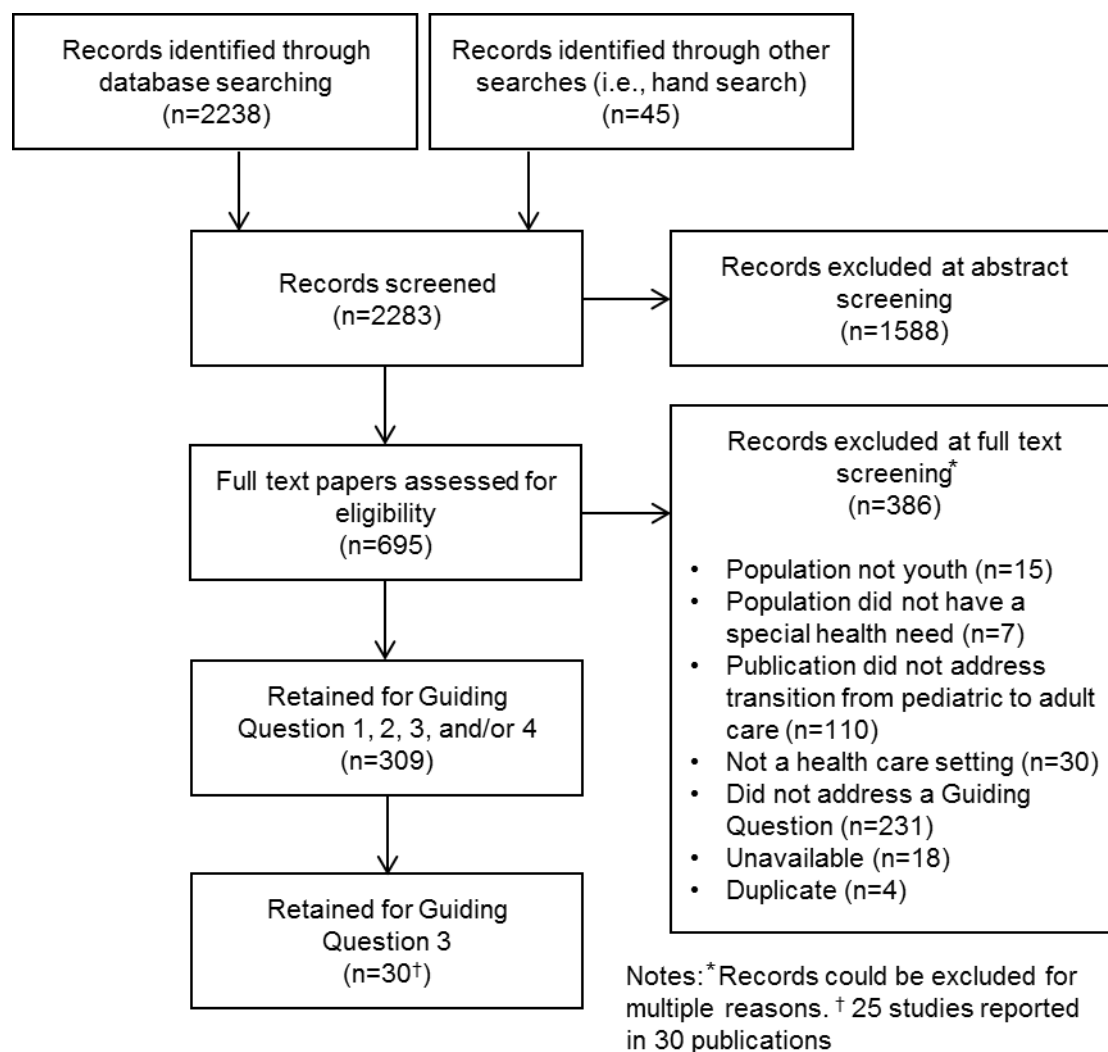 Records identified through
database searching
(n=2238)
Records identified through other
searches (i.e., hand search)
(n=45)
Records screened
(n=2283)
Records excluded at abstract
screening
(n=1588)
Full text papers assessed for
eligibility
(n=695)
Records excluded at full text
screening*
(n=386)
• Population not youth (n=15)
• Population did not have a
special health need (n=7)
• Publication did not address
transition from pediatric to adult
care (n=110)
• Not a health care setting (n=30)
• Did not address a Guiding
Question (n=231)
• Unavailable (n=18)
• Duplicate (n=4)
Retained for Guiding
Question 1, 2, 3, and/or 4
(n=309)
Retained for Guiding
Question 3
(n=30†)
Notes:*Records could be excluded for
multiple reasons. † 25 studies reported
in 30 publications